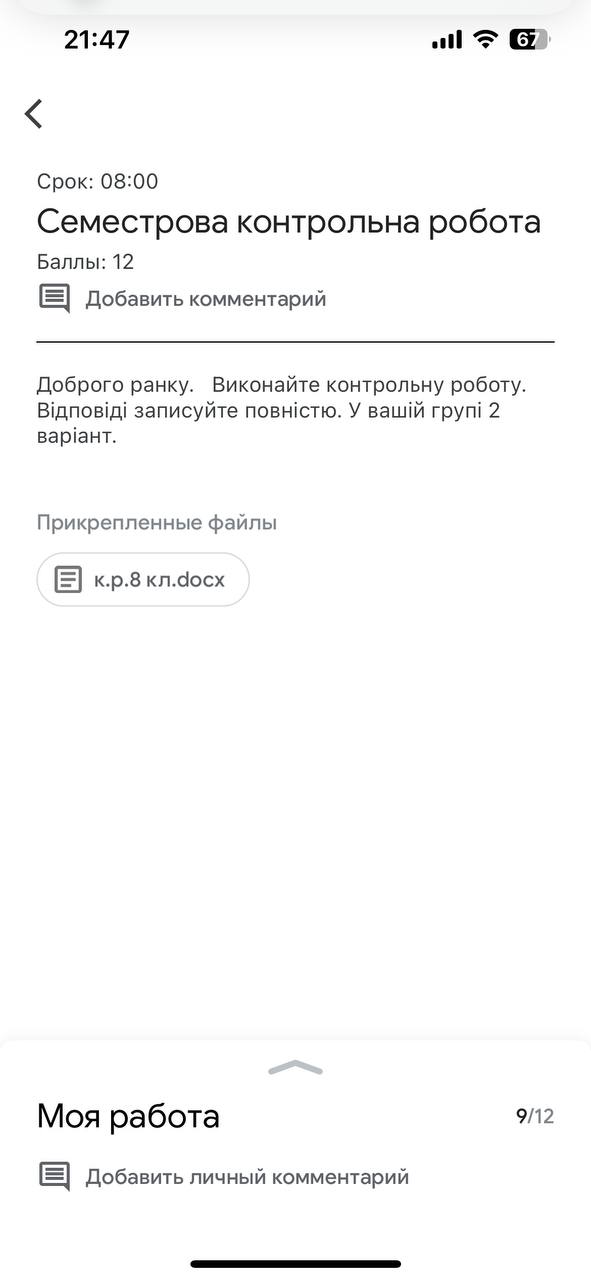 21:47
67
Срок: 08:00
Семестрова контрольна робота
Баллы: 12
Добавить комментарий
Доброго ранку.   Виконайте контрольну роботу.
Відповіді записуйте повністю. У вашій групі 2
варіант.
Прикрепленные файлы
к.р.8 кл.docx
Моя работа
9/12
Добавить личный комментарий